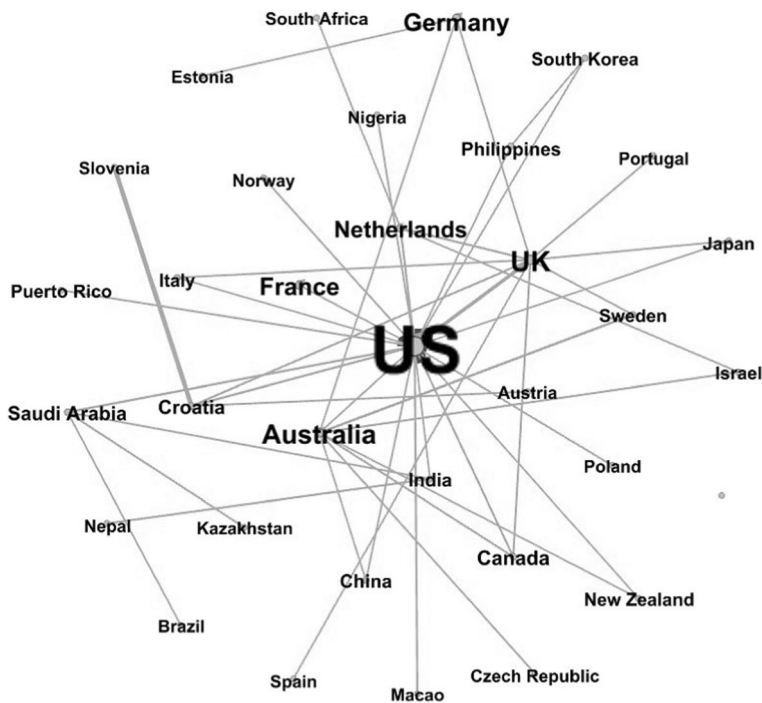 South Africa
Germany
South Korea
Estonia
Nigeria
Philippines
Portugal
Slovenia
Norway
Netherlands
Japan
UK
Italy
France
Puerto Rico
Sweden
US
Israel
Austria
Croatia
Saudi Arabia
Australia
Poland
India
Nepal
Kazakhstan
Canada
China
New Zealand
Brazil
Czech Republic
Spain
Macao